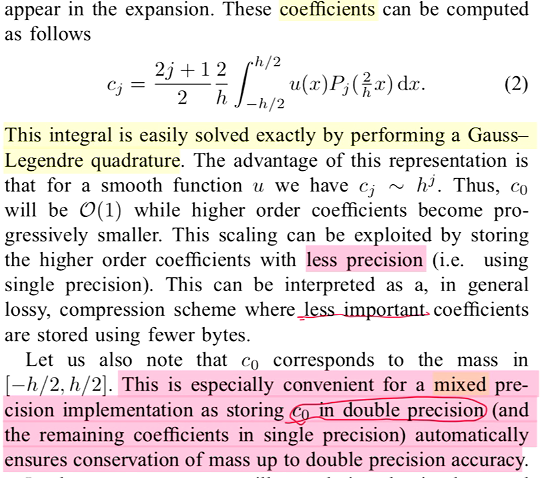 appear in the expansion. These coefficients can be computed
as follows
c_j = \frac{2j+1}{2} \frac{2}{h} \int_{-h/2}^{h/2} u(x) P_j(\frac{2}{h}x) dx. (2)
This integral is easily solved exactly by performing a Gauss–
Legendre quadrature. The advantage of this representation is
that for a smooth function u we have c_j ∼ h^j. Thus, c_0
will be O(1) while higher order coefficients become pro-
gressively smaller. This scaling can be exploited by storing
the higher order coefficients with less precision (i.e. using
single precision). This can be interpreted as a, in general
lossy, compression scheme where less important coefficients
are stored using fewer bytes.
Let us also note that c_0 corresponds to the mass in
[−h/2, h/2]. This is especially convenient for a mixed pre-
cision implementation as storing c_0 in double precision (and
the remaining coefficients in single precision) automatically
ensures conservation of mass up to double precision accuracy.